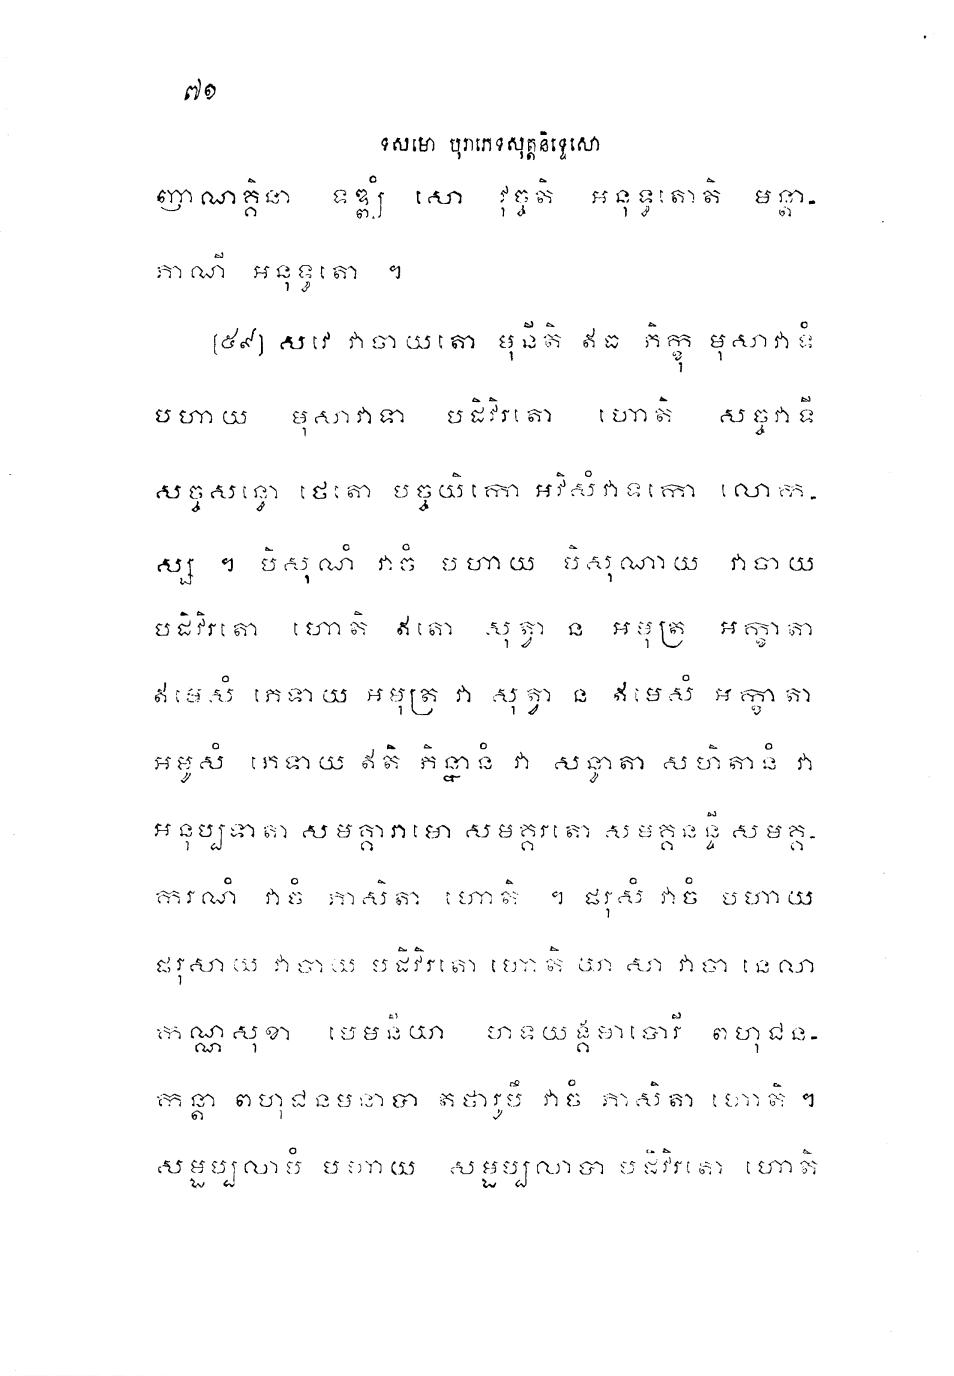 ៧១
ទសមោ បុរាភេទសុត្តនិទ្ទេសោ
ញាណគ្គិនា ទឌ្ឍំ សោ វុច្ចតិ អនុទ្ធតោតិ មន្តា-
ភាណី អនុទ្ធតោ ។
[៥៩] សវេ វាចាយតោ មុនីតិ ឥធ ភិក្ខុ មុសាវាទំ
បហាយ មុសាវាទា បដិវិរតោ ហោតិ សច្ចវាទី
សច្ចសន្ធោ ថេតោ បច្ចយិកោ អវិសំវាទកោ លោក-
ស្ស ។ បិសុណំ វាចំ បហាយ បិសុណាយ វាចាយ
បដិវិរតោ ហោតិ ឥតោ សុត្វា ន អមុត្រ អក្ខាតា
ឥមេសំ ភេទាយ អមុត្រ វា សុត្វា ន ឥមេសំ អក្ខាតា
អមូសំ ភេទាយ ឥតិ ភិន្នានំ វា សន្ធាតា សហិតានំ វា
អនុប្បទាតា សមគ្គារាមោ សមគ្គរតោ សមគ្គនន្ទី សមគ្គ-
ករណំ វាចំ ភាសិតា ហោតិ ។ ផរុសំ វាចំ បហាយ
ផរុសាយ វាចាយ បដិវិរតោ ហោតិ យា សា វាចា នេលា
កណ្ណសុខា បេមនីយា ហទយង្គមា បោរី ពហុជន-
កន្តា ពហុជនមនាបា តថារូបឹ វាចំ ភាសិតា ហោតិ ។
សម្ផប្បលាបំ បហាយ សម្ផប្បលាបា បដិវិរតោ ហោតិ